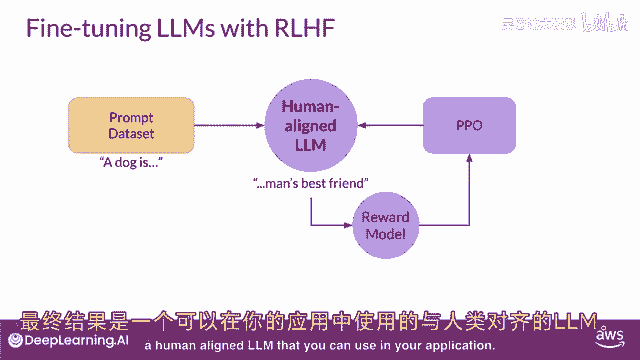 Fine-tuning LLMs with RLHF
Prompt
Dataset
"A dog is..."
Human-
aligned
LLM
"...man's best friend"
PPO
Reward
Model
最终结果是一个可以在你的应用中使用的与人类对齐的LLM
a human aligned LLM that you can use in your application.
DeepLearning.AI
aws